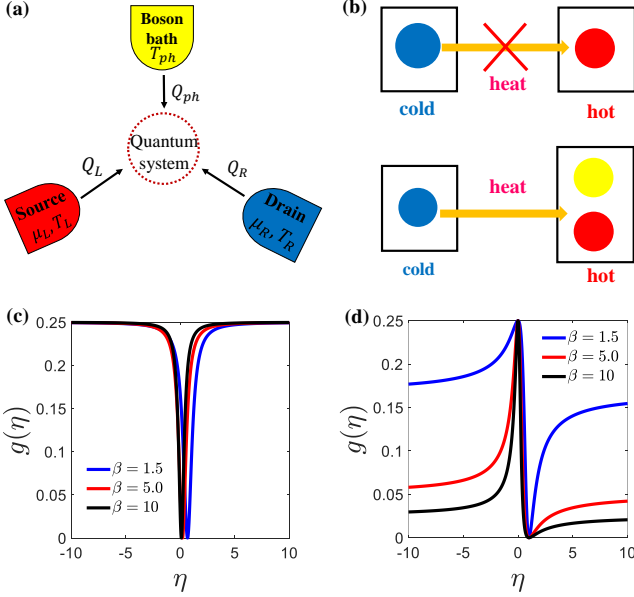 (a)
Boson
bath
T_ph
Q_ph
Quantum
system
Q_L
Q_R
Source
μ_L, T_L
Drain
μ_R, T_R
(b)
heat
cold
hot
heat
cold
hot
(c)
g(η)
0.25
0.2
0.15
0.1
0.05
0
β = 1.5
β = 5.0
β = 10
-10
-5
0
5
10
η
(d)
g(η)
0.25
0.2
0.15
0.1
0.05
0
β = 1.5
β = 5.0
β = 10
-10
-5
0
5
10
η